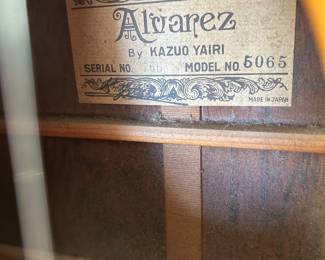 Alvarez
By KAZUO YAIRI
SERIAL NO. MODEL NO. 5065
MADE IN JAPAN